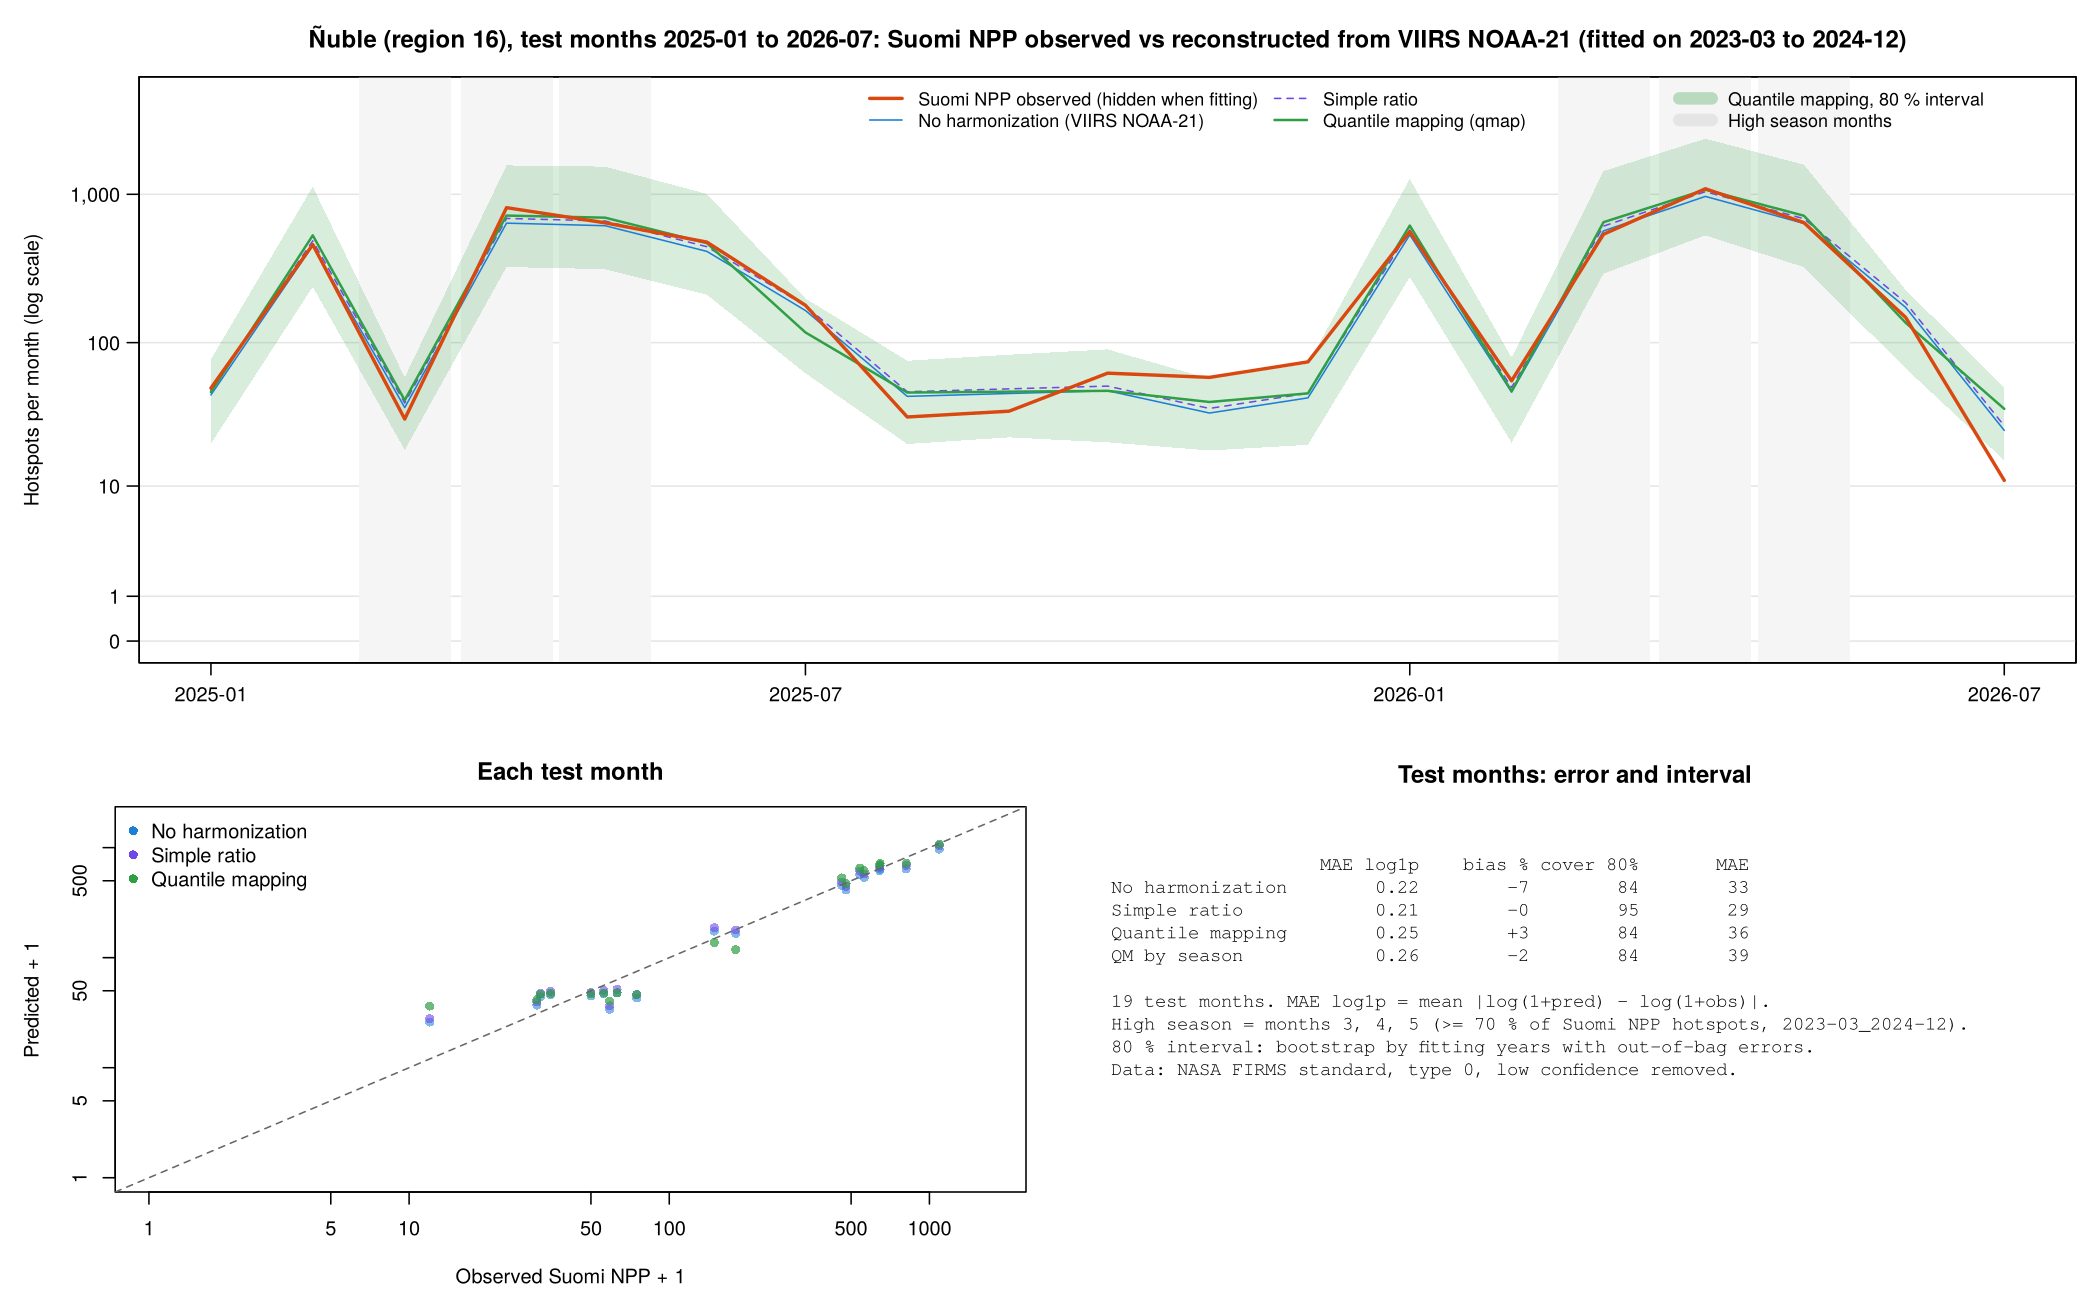 Ñuble (region 16), test months 2025-01 to 2026-07: Suomi NPP observed vs reconstructed from VIIRS NOAA-21 (fitted on 2023-03 to 2024-12)
Suomi NPP observed (hidden when fitting)
No harmonization (VIIRS NOAA-21)
Simple ratio
Quantile mapping (qmap)
Quantile mapping, 80 % interval
High season months
Hotspots per month (log scale)
1,000
100
10
1
0
2025-01
2025-07
2026-01
2026-07
Each test month
No harmonization
Simple ratio
Quantile mapping
Predicted + 1
500
50
5
1
1
5
10
50
100
500
1000
Observed Suomi NPP + 1
Test months: error and interval
MAE log1p bias % cover 80% MAE
No harmonization 0.22 −7 84 33
Simple ratio 0.21 −0 95 29
Quantile mapping 0.25 +3 84 36
QM by season 0.26 −2 84 39
19 test months. MAE log1p = mean |log(1+pred) − log(1+obs)|.
High season = months 3, 4, 5 (>= 70 % of Suomi NPP hotspots, 2023−03_2024−12).
80 % interval: bootstrap by fitting years with out−of−bag errors.
Data: NASA FIRMS standard, type 0, low confidence removed.